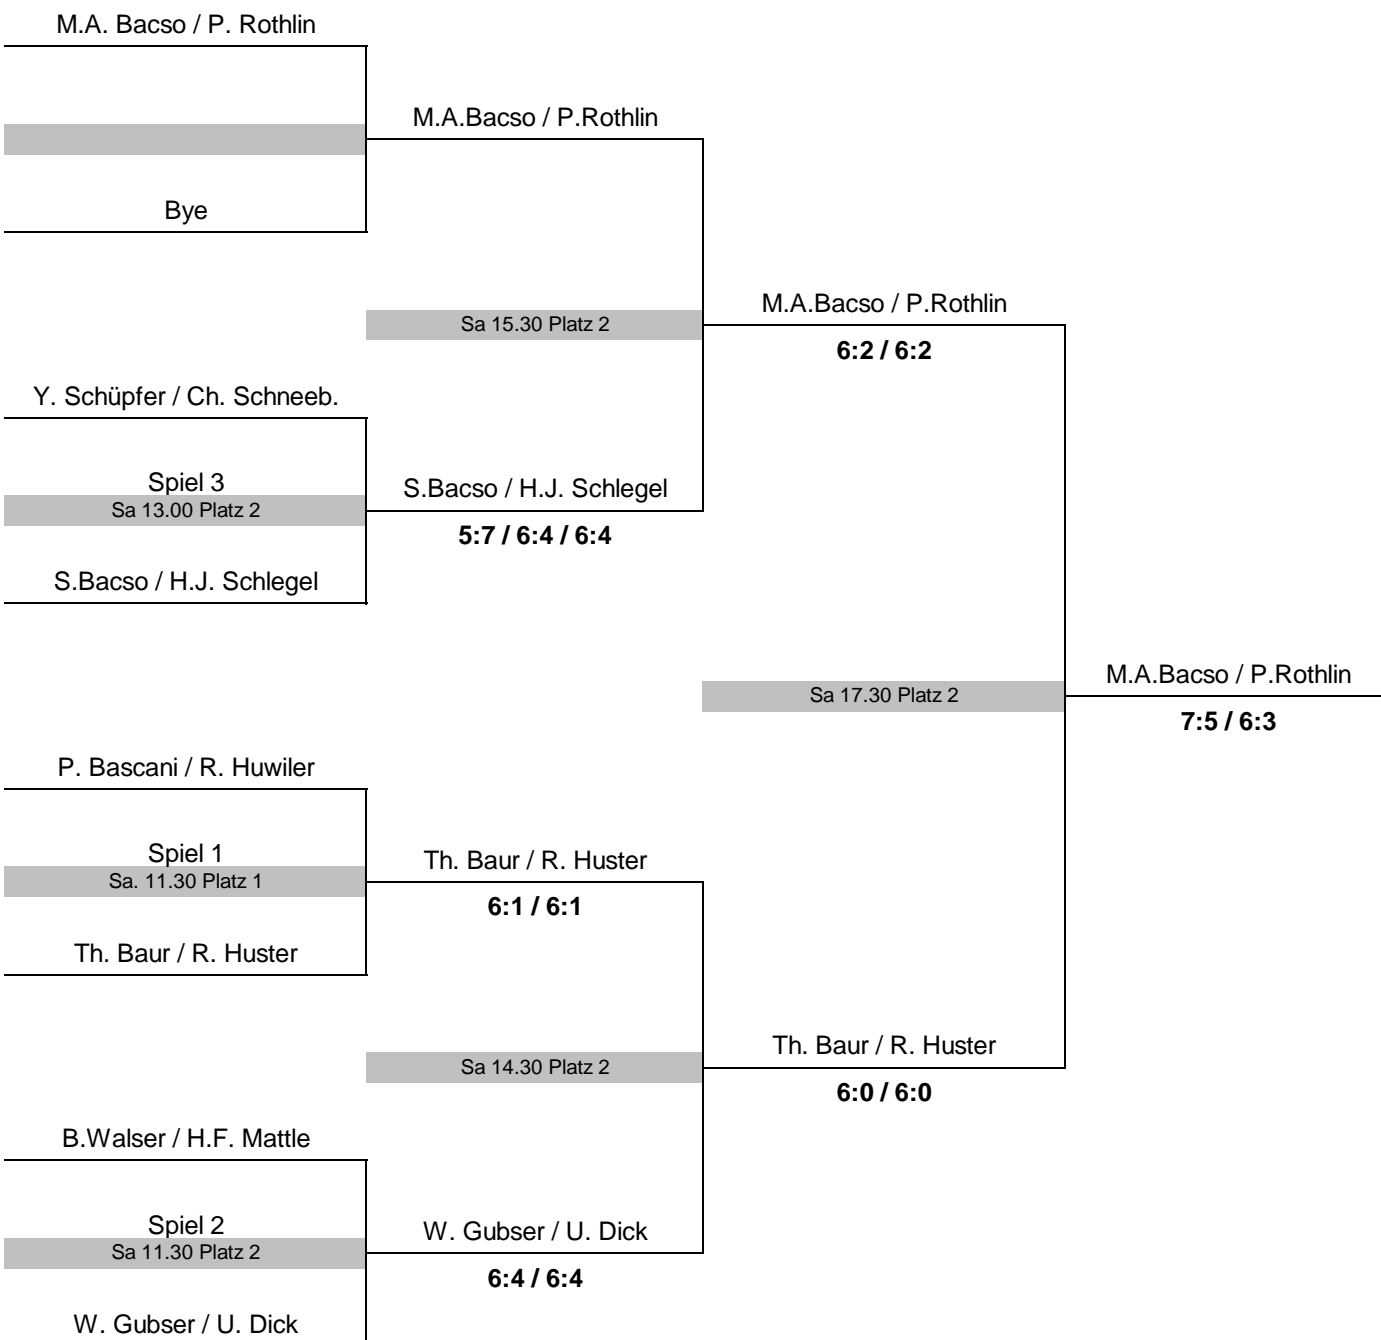 M.A. Bacso / P. Rothlin
M.A.Bacso / P.Rothlin
Bye
M.A.Bacso / P.Rothlin
Sa 15.30 Platz 2
6:2 / 6:2
Y. Schüpfer / Ch. Schneeb.
Spiel 3
S.Bacso / H.J. Schlegel
Sa 13.00 Platz 2
5:7 / 6:4 / 6:4
S.Bacso / H.J. Schlegel
M.A.Bacso / P.Rothlin
Sa 17.30 Platz 2
7:5 / 6:3
P. Bascani / R. Huwiler
Spiel 1
Th. Baur / R. Huster
Sa. 11.30 Platz 1
6:1 / 6:1
Th. Baur / R. Huster
Th. Baur / R. Huster
Sa 14.30 Platz 2
6:0 / 6:0
B.Walser / H.F. Mattle
Spiel 2
W. Gubser / U. Dick
Sa 11.30 Platz 2
6:4 / 6:4
W. Gubser / U. Dick